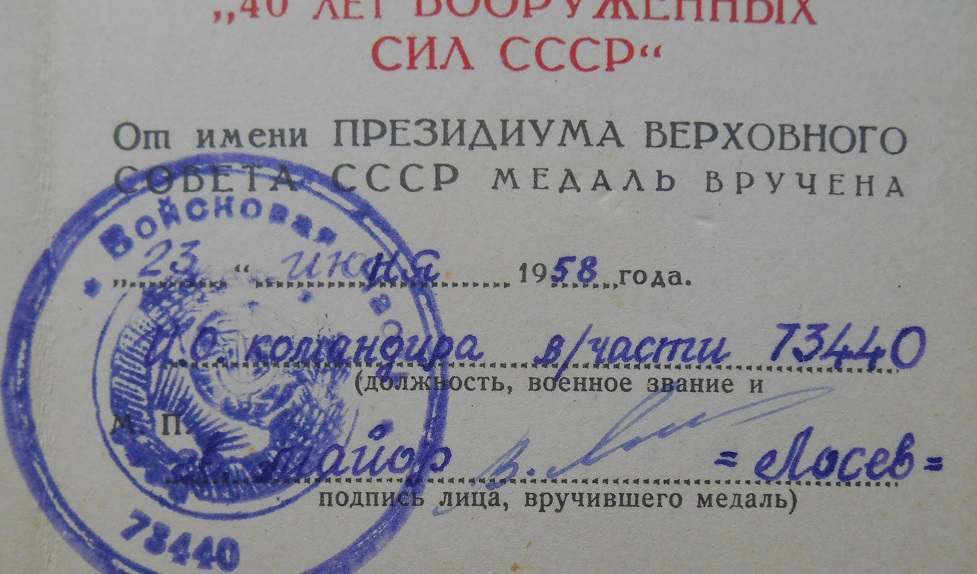 „40 ЛЕТ ВООРУЖЕННЫХ
СИЛ СССР“
От имени ПРЕЗИДИУМА ВЕРХОВНОГО
СОВЕТА СССР МЕДАЛЬ ВРУЧЕНА
„23“ июня 1958 года.
И.О. командира в/части 73440
(должность, военное звание и
М. П.
майор = Лосев =
подпись лица, вручившего медаль)
Войсковая
73440